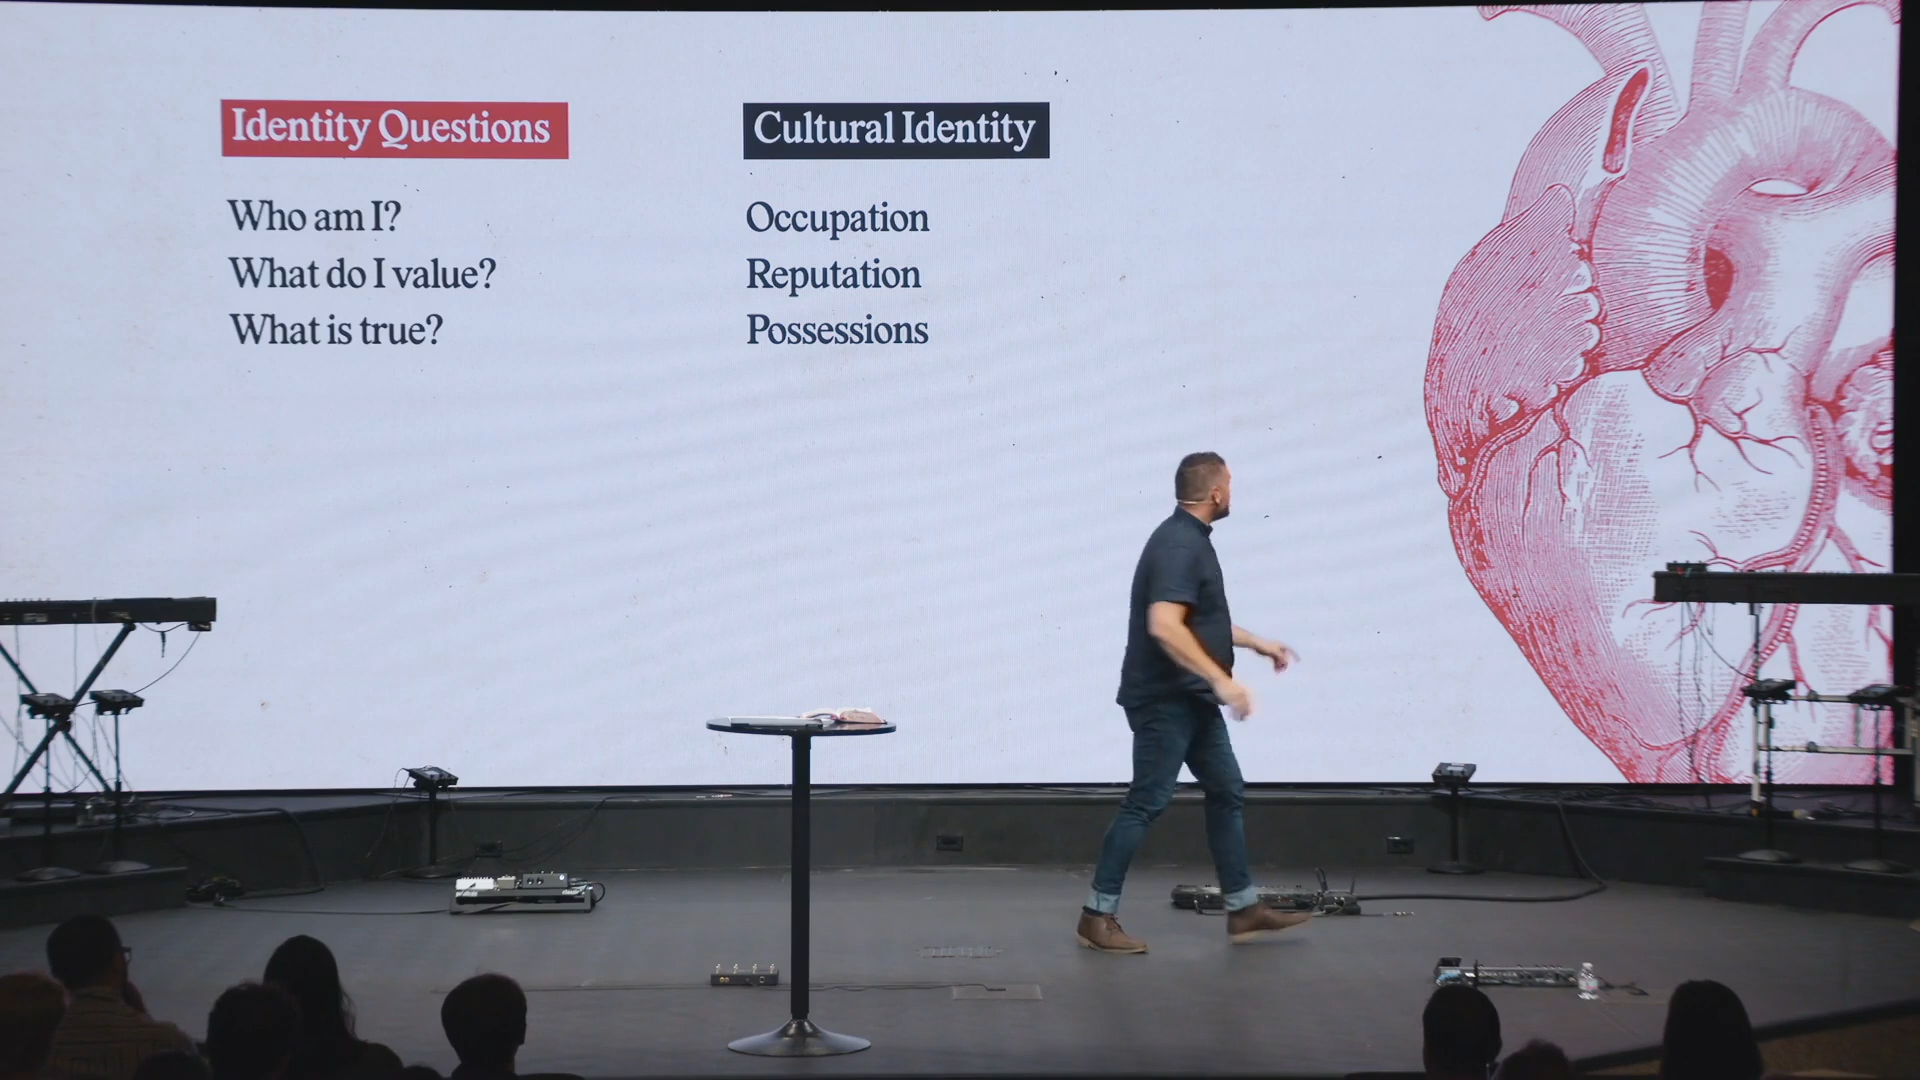 Identity Questions
Who am I?
What do I value?
What is true?
Cultural Identity
Occupation
Reputation
Possessions